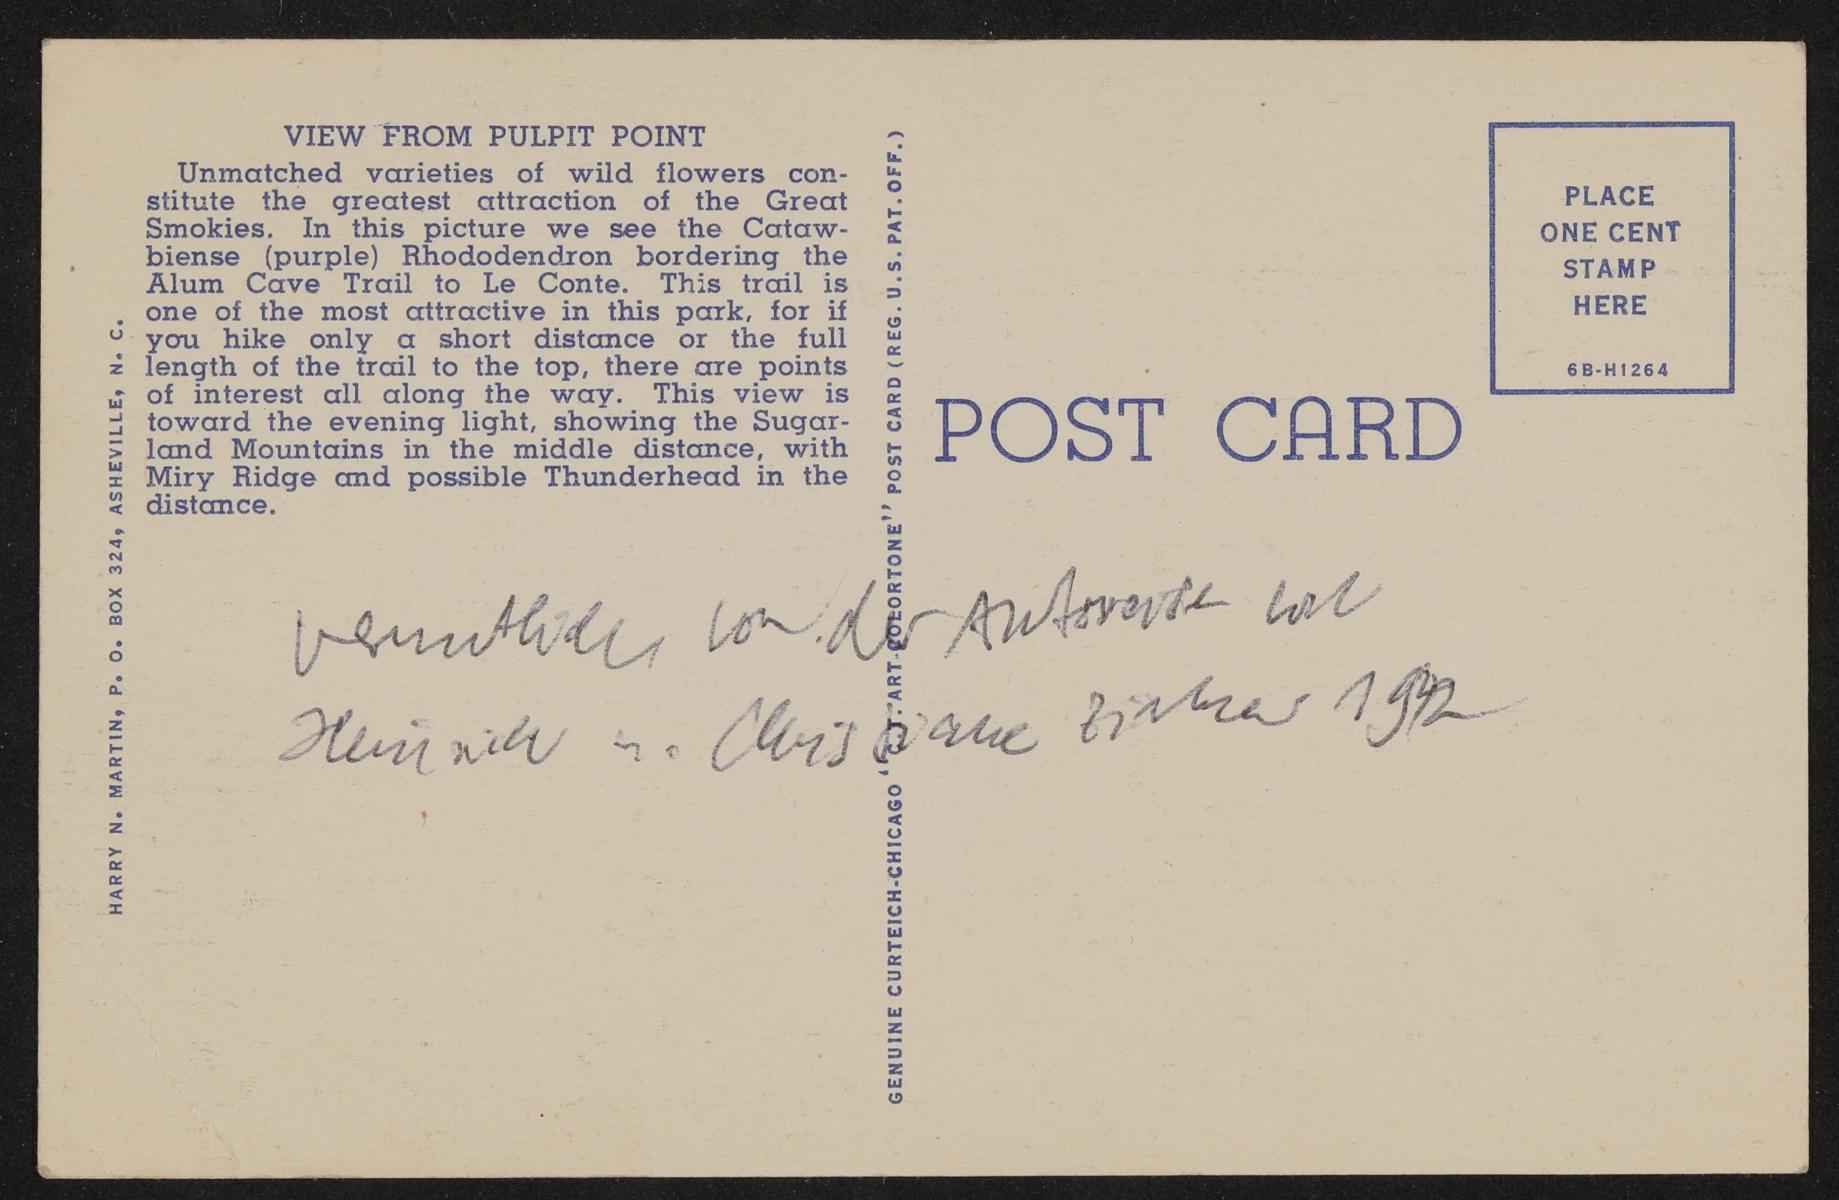 VIEW FROM PULPIT POINT
Unmatched varieties of wild flowers con-
stitute the greatest attraction of the Great
Smokies. In this picture we see the Cataw-
biense (purple) Rhododendron bordering the
Alum Cave Trail to Le Conte. This trail is
one of the most attractive in this park, for if
you hike only a short distance or the full
length of the trail to the top, there are points
of interest all along the way. This view is
toward the evening light, showing the Sugar-
land Mountains in the middle distance, with
Miry Ridge and possible Thunderhead in the
distance.
HARRY N. MARTIN, P. O. BOX 324, ASHEVILLE, N. C.
GENUINE CURTEICH-CHICAGO "C.T. ART-COLORTONE" POST CARD (REG. U. S. PAT. OFF.)
PLACE
ONE CENT
STAMP
HERE
6B-H1264
POST CARD
vermutlich von der Autoreise mit
Heinrich u. Christiane Zimmer 1942